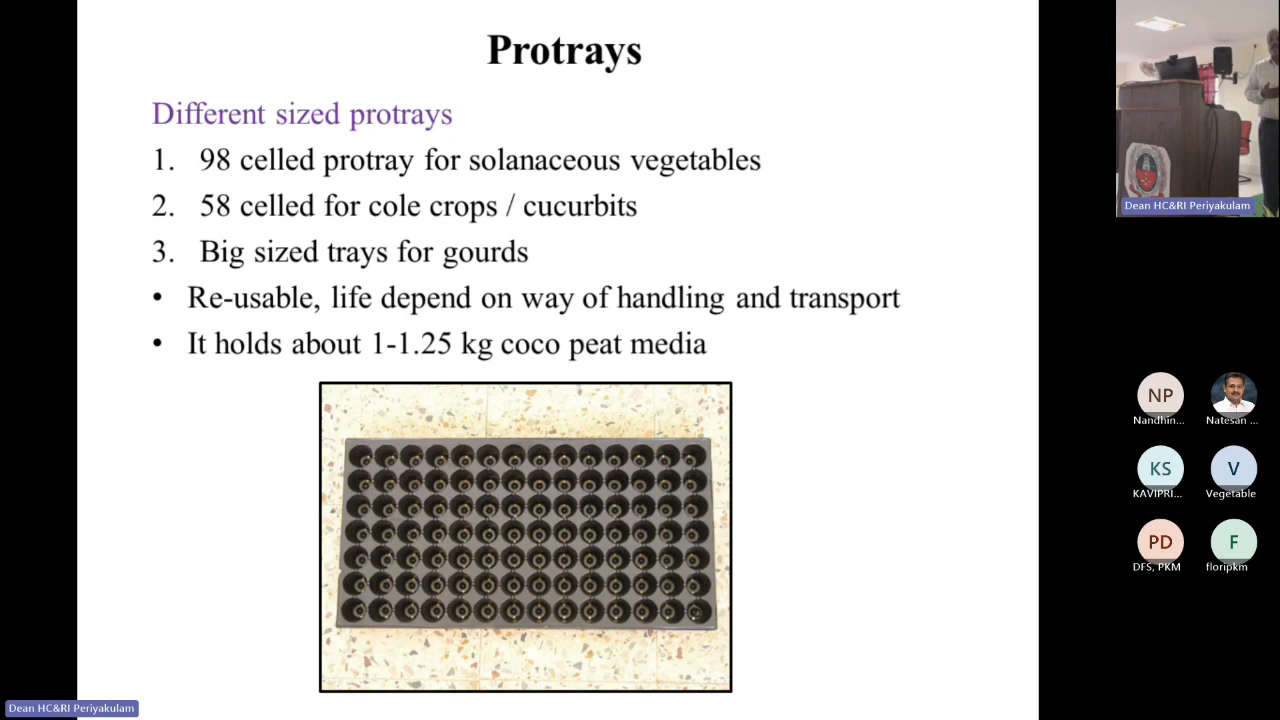 Protrays
Different sized protrays
1. 98 celled protray for solanaceous vegetables
2. 58 celled for cole crops / cucurbits
3. Big sized trays for gourds
• Re-usable, life depend on way of handling and transport
• It holds about 1-1.25 kg coco peat media
Dean HC&RI Periyakulam
NP
Nandhin...
Natesan ...
KS
KAVIPRI...
V
Vegetable
PD
DFS, PKM
F
floripkm
Dean HC&RI Periyakulam